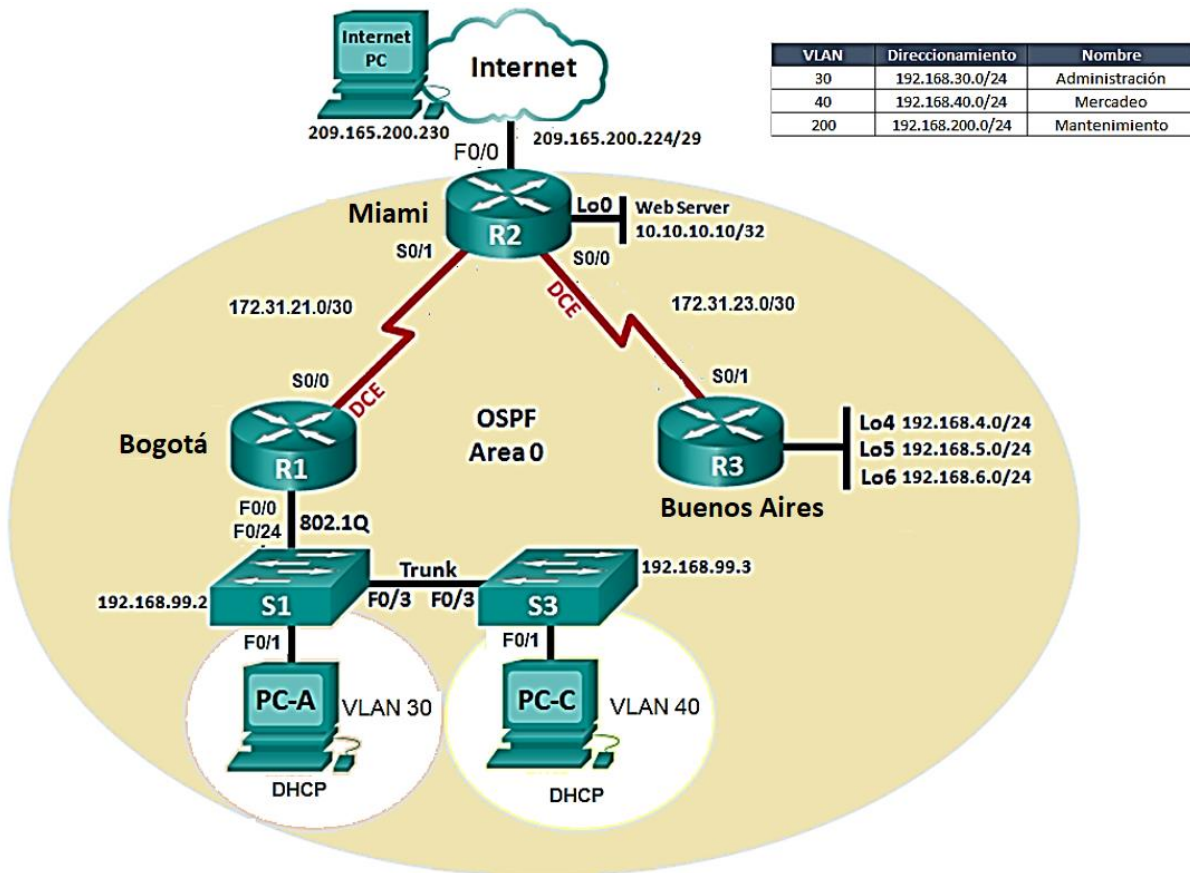 Internet
PC
Internet
209.165.200.230
209.165.200.224/29
F0/0
VLAN Direccionamiento Nombre
30 192.168.30.0/24 Administración
40 192.168.40.0/24 Mercadeo
200 192.168.200.0/24 Mantenimiento
Miami
R2
Lo0
Web Server
10.10.10.10/32
S0/1
S0/0
DCE
172.31.21.0/30
172.31.23.0/30
S0/0
DCE
S0/1
OSPF
Area 0
Bogotá
R1
R3
Buenos Aires
Lo4 192.168.4.0/24
Lo5 192.168.5.0/24
Lo6 192.168.6.0/24
F0/0
F0/24
802.1Q
Trunk
192.168.99.2
S1
F0/3 F0/3
S3
192.168.99.3
F0/1
F0/1
PC-A
VLAN 30
PC-C
VLAN 40
DHCP
DHCP